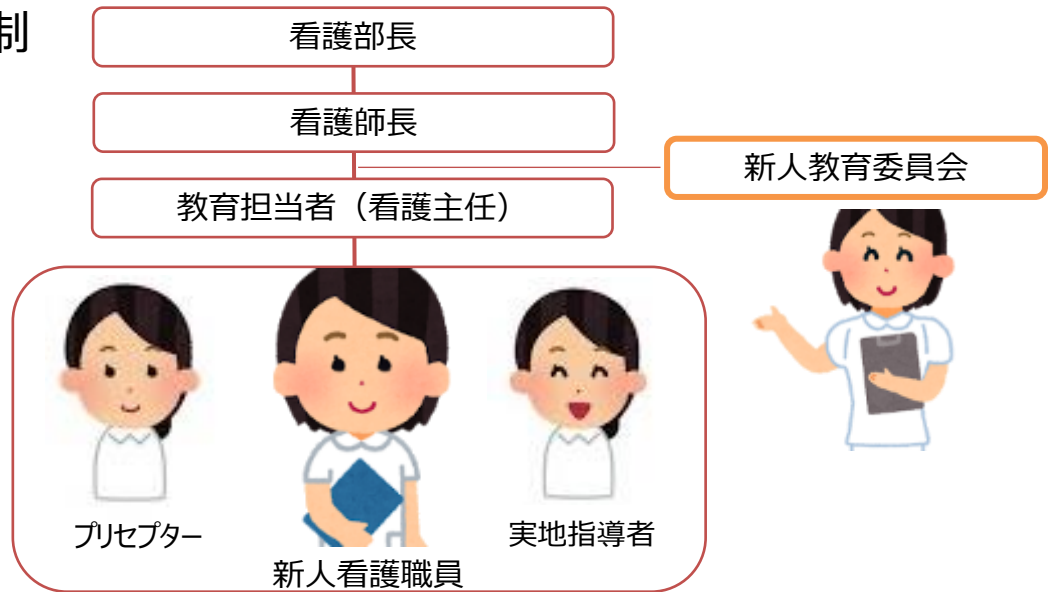 制
看護部長
看護師長
新人教育委員会
教育担当者（看護主任）
プリセプター
実地指導者
新人看護職員